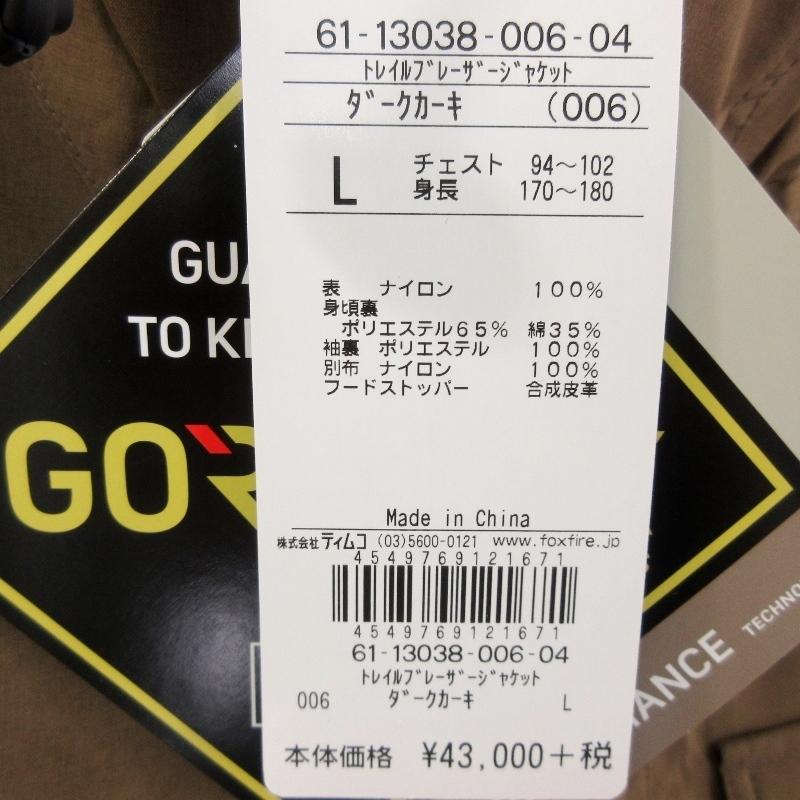 61-13038-006-04
ﾄﾚｲﾙﾌﾞﾚｰｻﾞｰｼﾞｬｹｯﾄ
ﾀﾞｰｸｶｰｷ (006)
L チェスト 94～102
身長 170～180
表 ナイロン 100%
身頃裏
ポリエステル65% 綿35%
袖裏 ポリエステル 100%
別布 ナイロン 100%
フードストッパー 合成皮革
Made in China
株式会社 ティムコ (03)5600-0121 www.foxfire.jp
4549769121671
4549769121671
61-13038-006-04
ﾄﾚｲﾙﾌﾞﾚｰｻﾞｰｼﾞｬｹｯﾄ
006 ﾀﾞｰｸｶｰｷ L
本体価格 ¥43,000+税
GUA
TO KE
GOR
MANCE TECHNO